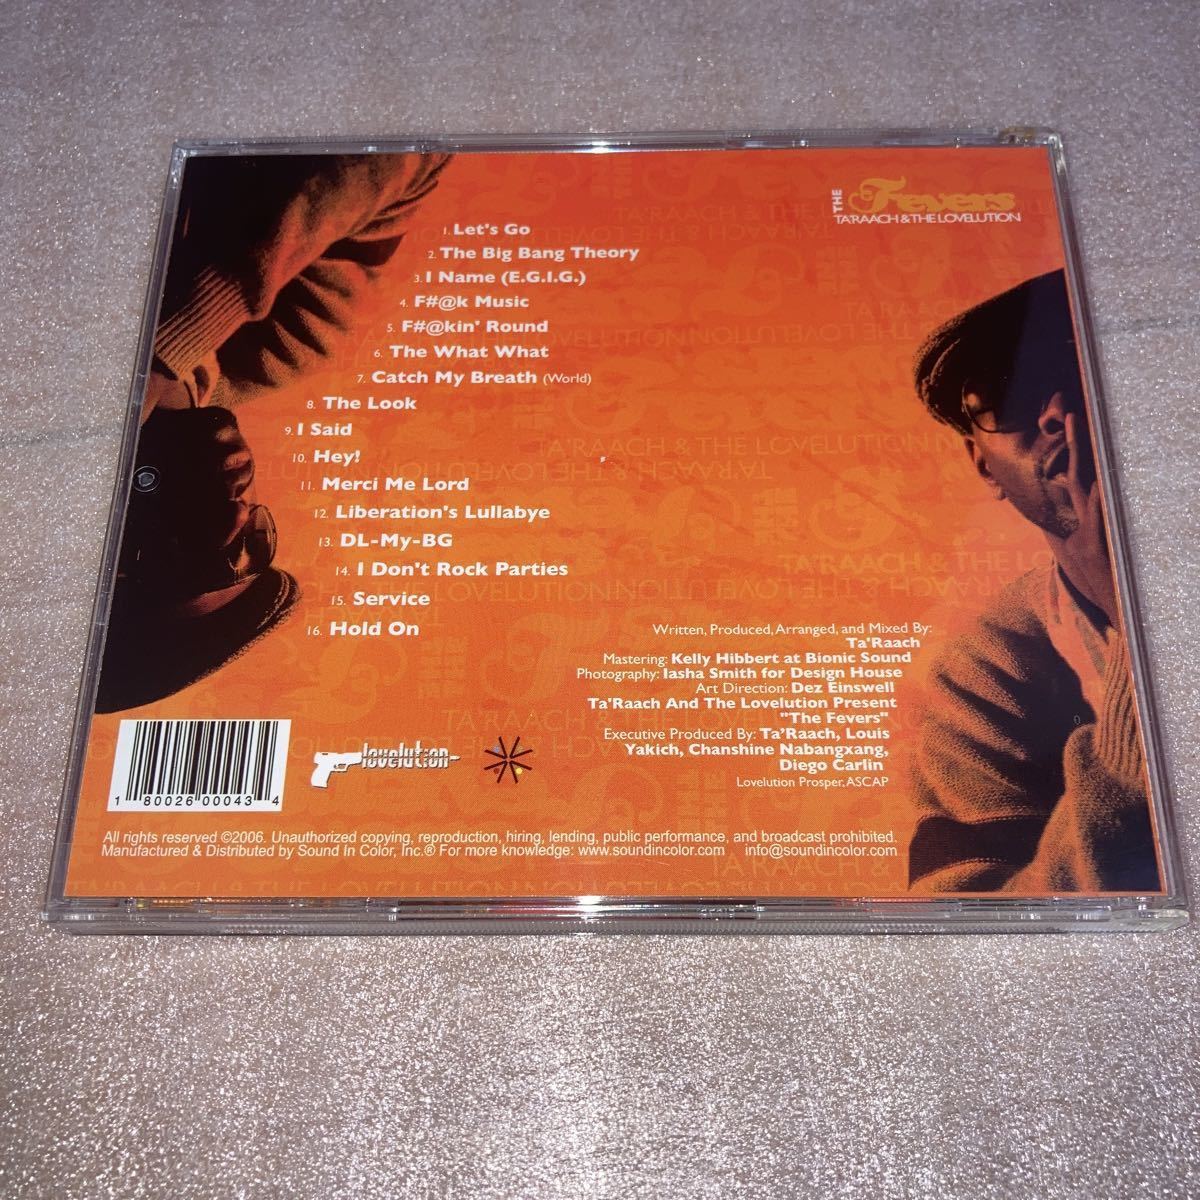 THE Fevers
TA'RAACH & THE LOVELUTION
1. Let's Go
2. The Big Bang Theory
3. I Name (E.G.I.G.)
4. F#@k Music
5. F#@kin' Round
6. The What What
7. Catch My Breath (World)
8. The Look
9. I Said
10. Hey!
11. Merci Me Lord
12. Liberation's Lullabye
13. DL-My-BG
14. I Don't Rock Parties
15. Service
16. Hold On
Written, Produced, Arranged, and Mixed By:
Ta'Raach
Mastering: Kelly Hibbert at Bionic Sound
Photography: Iasha Smith for Design House
Art Direction: Dez Einswell
Ta'Raach And The Lovelution Present
"The Fevers"
Executive Produced By: Ta'Raach, Louis
Yakich, Chanshine Nabangxang,
Diego Carlin
Lovelution Prosper, ASCAP
lovelution
1 80026 00043 4
All rights reserved ©2006. Unauthorized copying, reproduction, hiring, lending, public performance, and broadcast prohibited.
Manufactured & Distributed by Sound In Color, Inc.® For more knowledge: www.soundincolor.com info@soundincolor.com